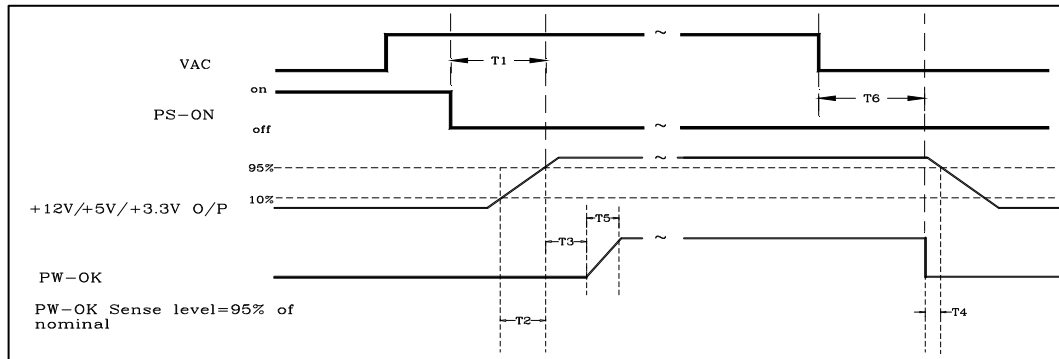 VAC
T1
~
T6
on
PS-ON
off
~
95%
~
10%
+12V/+5V/+3.3V O/P
T5
T3
~
PW-OK
PW-OK Sense level=95% of
nominal
T2
T4